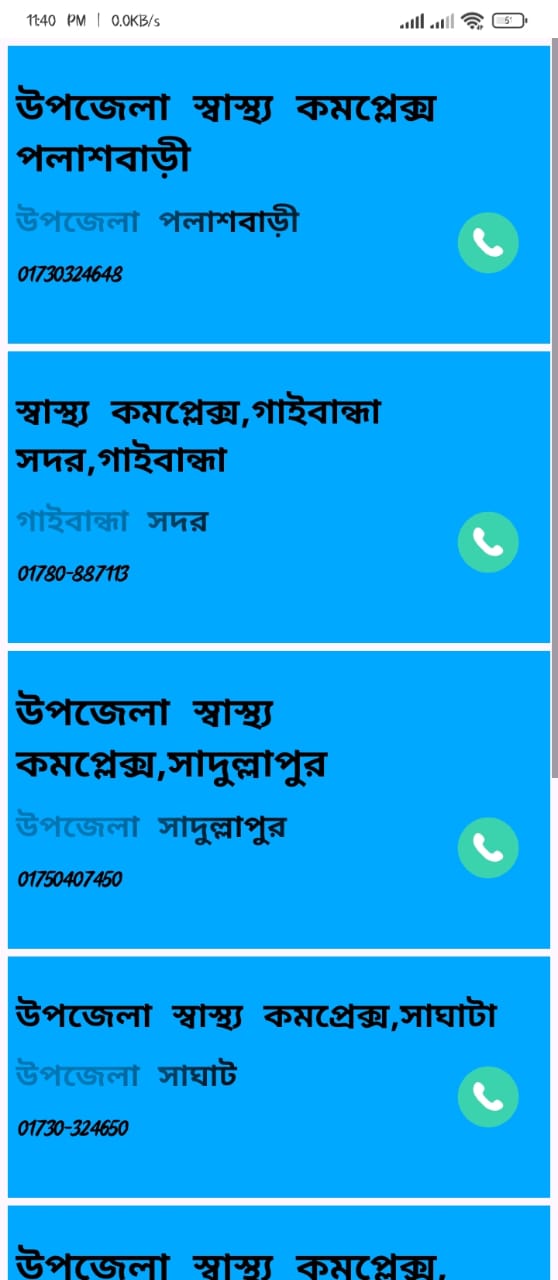 11:40 PM | 0.0KB/s
5+
উপজেলা স্বাস্থ্য কমপ্লেক্স
পলাশবাড়ী
উপজেলা পলাশবাড়ী
01730324648
স্বাস্থ্য কমপ্লেক্স,গাইবান্ধা
সদর,গাইবান্ধা
গাইবান্ধা সদর
01780-887113
উপজেলা স্বাস্থ্য
কমপ্লেক্স,সাদুল্লাপুর
উপজেলা সাদুল্লাপুর
01750407450
উপজেলা স্বাস্থ্য কমপ্রেক্স,সাঘাটা
উপজেলা সাঘাট
01730-324650
উপজেলা স্বাস্থ্য কমপ্লেক্স,